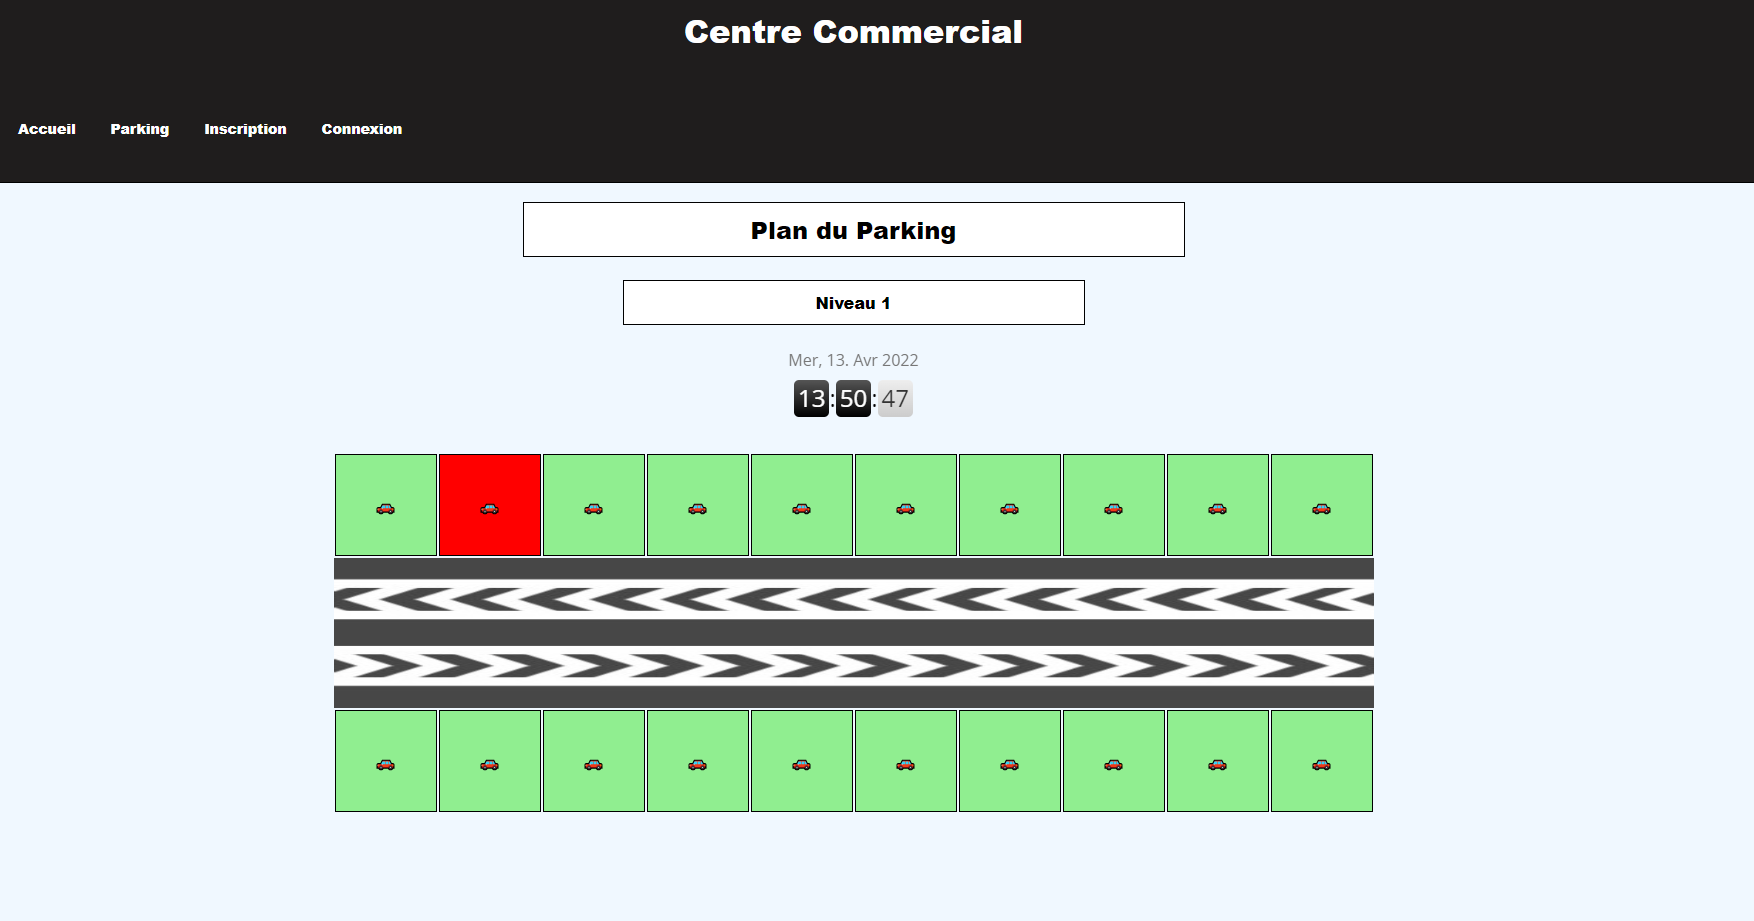 Centre Commercial
Accueil Parking Inscription Connexion
Plan du Parking
Niveau 1
Mer, 13. Avr 2022
13:50:47